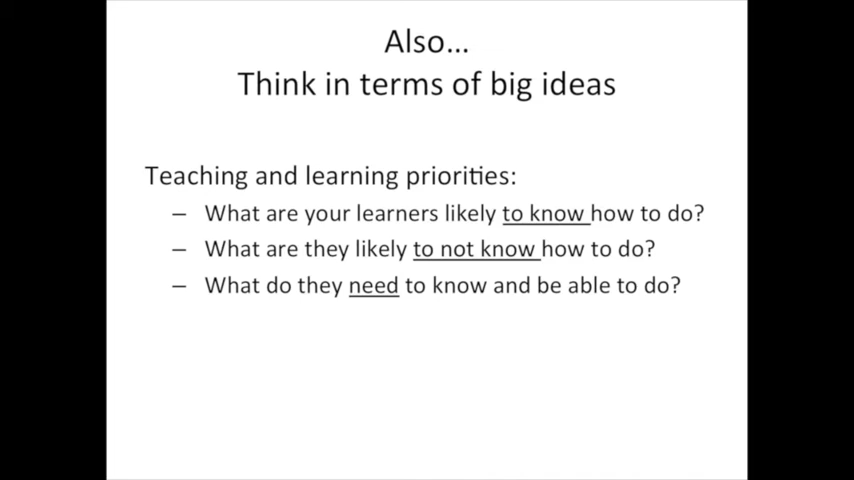 Also…
Think in terms of big ideas
Teaching and learning priorities:
– What are your learners likely to know how to do?
– What are they likely to not know how to do?
– What do they need to know and be able to do?